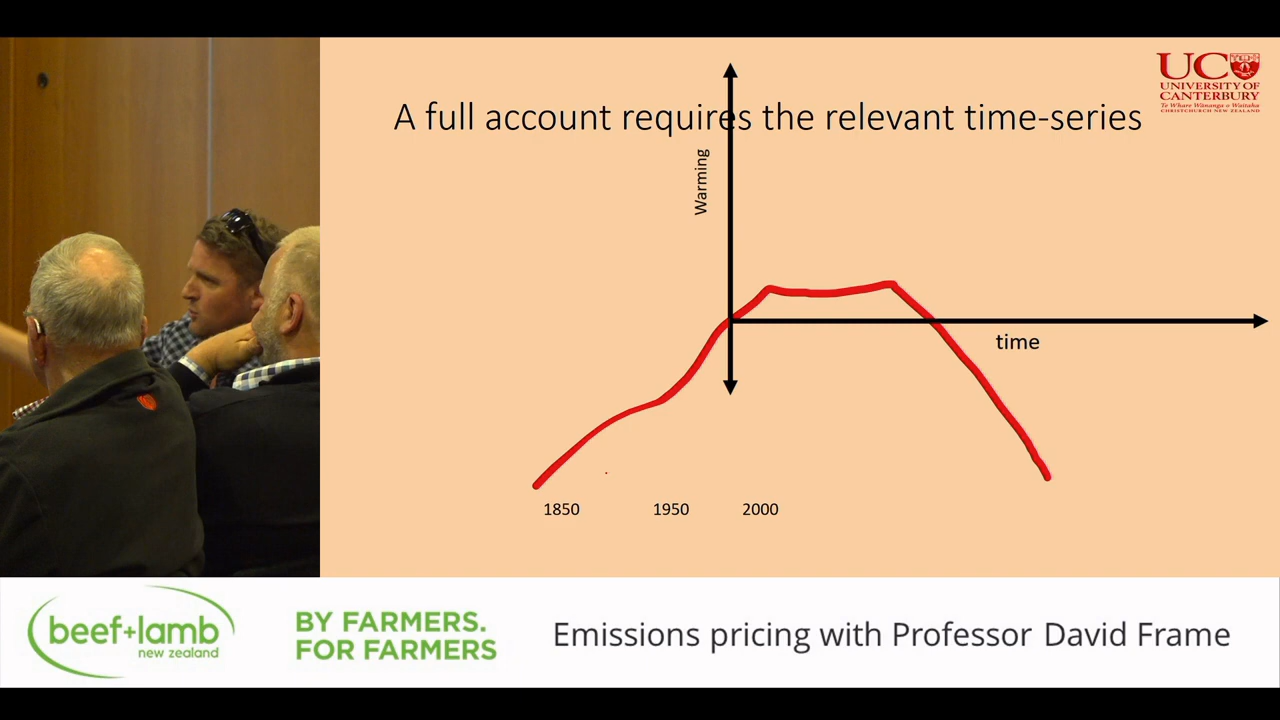 A full account requires the relevant time-series
UC
UNIVERSITY OF
CANTERBURY
Te Whare Wānanga o Waitaha
CHRISTCHURCH NEW ZEALAND
Warming
time
1850 1950 2000
beef+lamb
new zealand
BY FARMERS.
FOR FARMERS
Emissions pricing with Professor David Frame